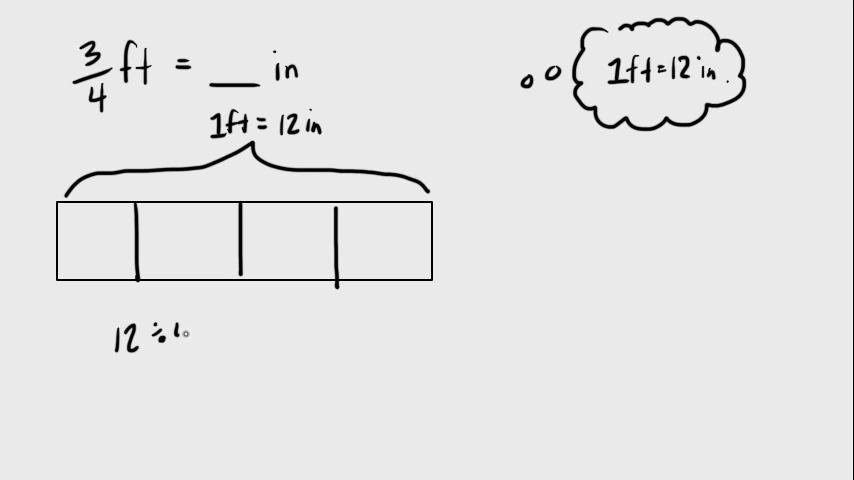 3/4 ft = __ in
1ft = 12 in
1ft = 12 in.
12 ÷